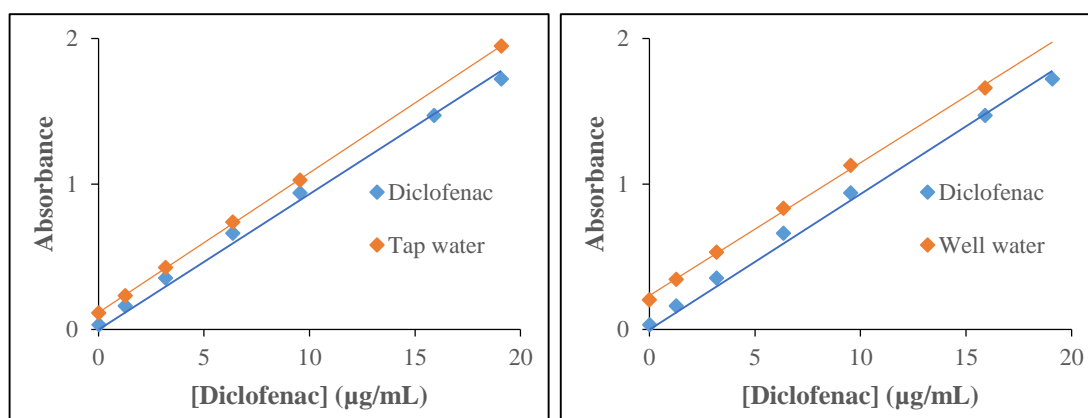 2
1
0
Absorbance
Diclofenac
Tap water
0 5 10 15 20
[Diclofenac] (µg/mL)
2
1
0
Absorbance
Diclofenac
Well water
0 5 10 15 20
[Diclofenac] (µg/mL)